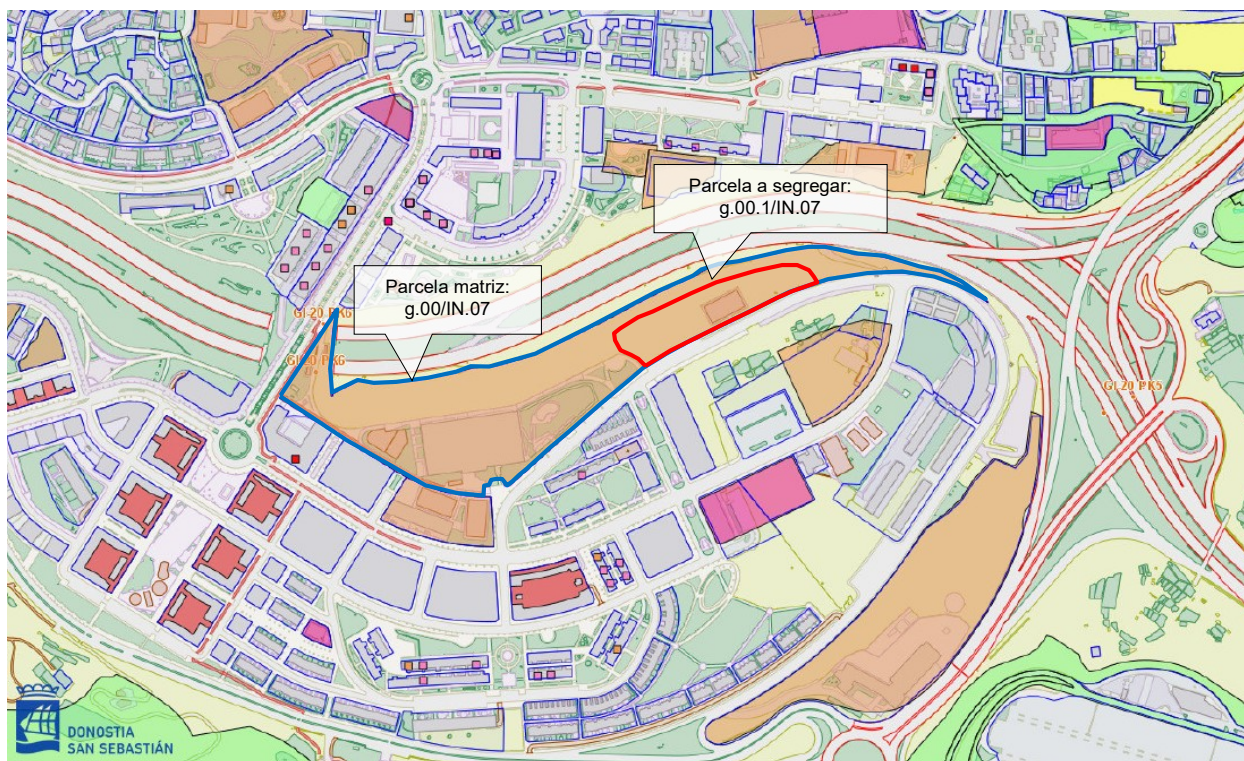 Parcela a segregar:
g.00.1/IN.07
Parcela matriz:
g.00/IN.07
GI-20 PK6
GI-20 PK6
GI-20 PK5
DONOSTIA
SAN SEBASTIÁN